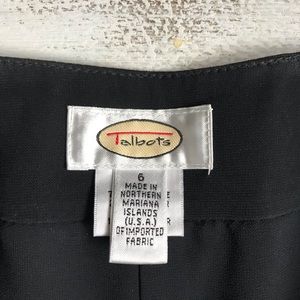 Talbots
6
MADE IN
NORTHERN
MARIANA
ISLANDS
(U.S.A.)
OF IMPORTED
FABRIC